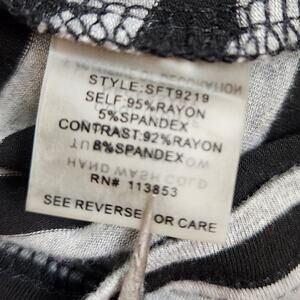 STYLE: SFT9219
SELF:95%RAYON
5%SPANDEX
CONTRAST:92%RAYON
8%SPANDEX
HAND WASH COLD
RN# 113853
SEE REVERSE FOR CARE